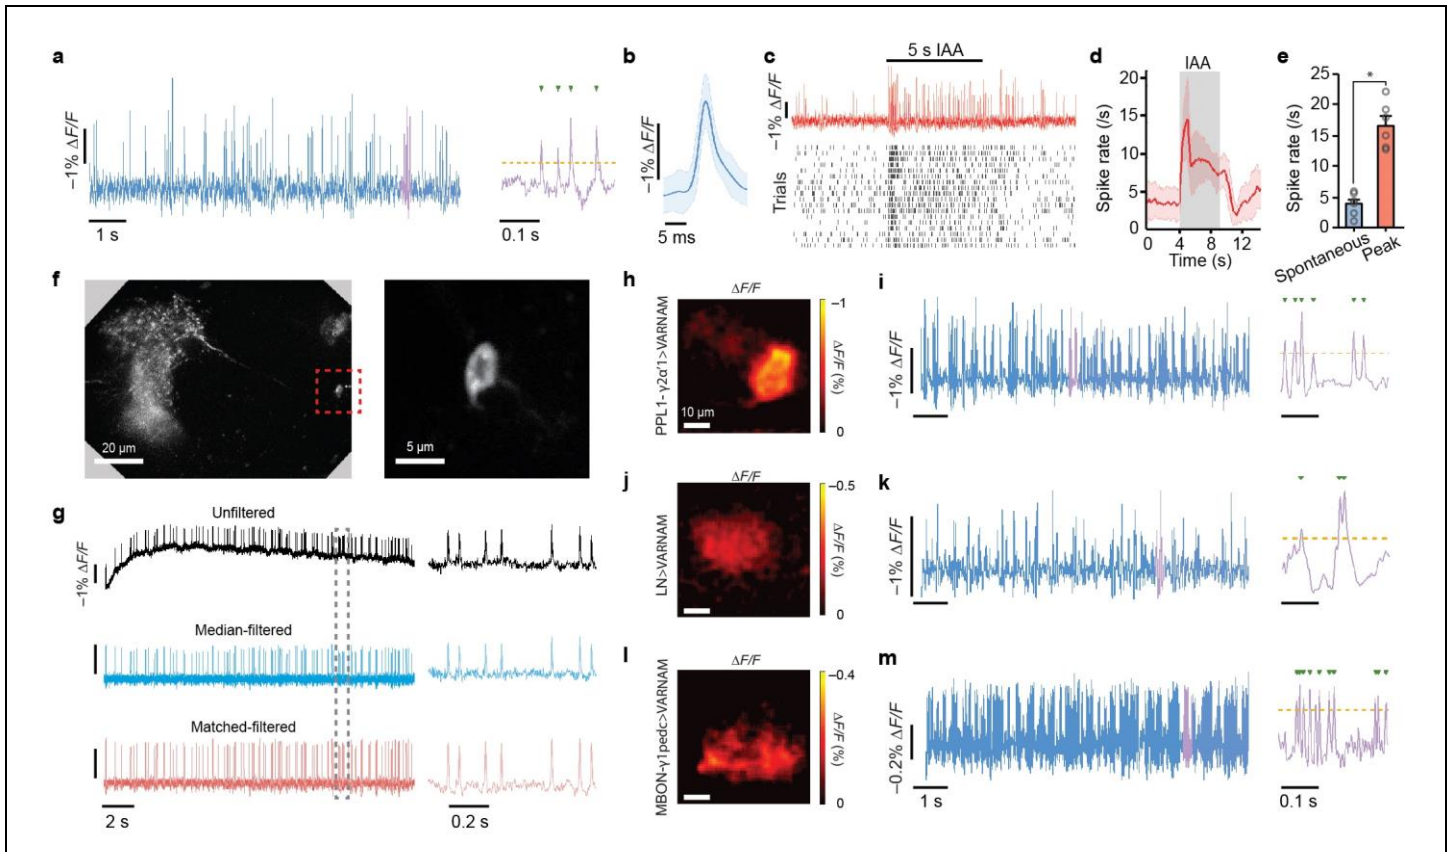 a
−1% ΔF/F
1 s
0.1 s
b
−1% ΔF/F
5 ms
c
5 s IAA
−1% ΔF/F
Trials
d
IAA
Spike rate (/s)
20
15
10
5
0
0 4 8 12
Time (s)
e
*
Spike rate (/s)
25
20
15
10
5
0
Spontaneous
Peak
f
20 µm
5 µm
g
Unfiltered
−1% ΔF/F
Median-filtered
Matched-filtered
2 s
0.2 s
h
ΔF/F
PPL1-γ2α'1>VARNAM
10 µm
−1
ΔF/F (%)
0
i
−1% ΔF/F
j
ΔF/F
LN>VARNAM
−0.5
ΔF/F (%)
0
k
−1% ΔF/F
l
ΔF/F
MBON-γ1pedc>VARNAM
−0.4
ΔF/F (%)
0
m
−0.2% ΔF/F
1 s
0.1 s